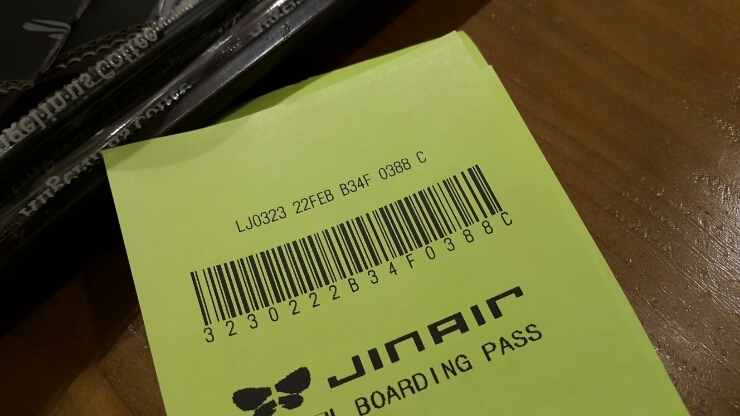 LJ0323 22FEB B34F 0388 C
3230222B34F0388C
JINAIR
BOARDING PASS